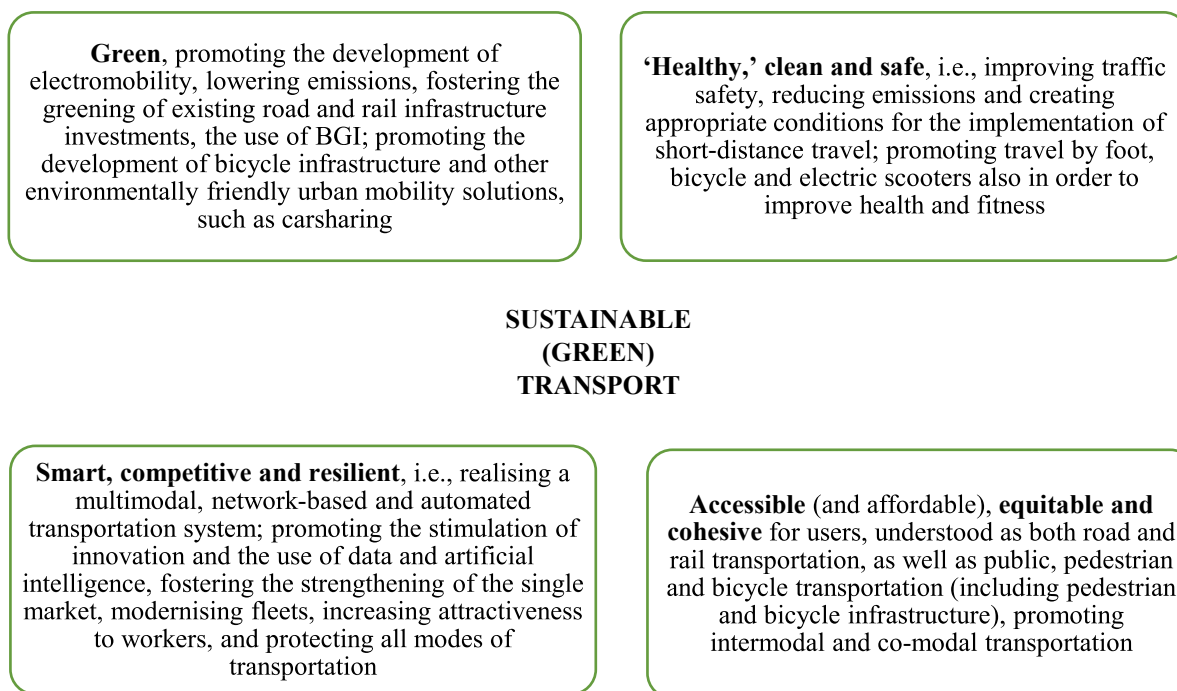 Green, promoting the development of
electromobility, lowering emissions, fostering the
greening of existing road and rail infrastructure
investments, the use of BGI; promoting the
development of bicycle infrastructure and other
environmentally friendly urban mobility solutions,
such as carsharing
‘Healthy,’ clean and safe, i.e., improving traffic
safety, reducing emissions and creating
appropriate conditions for the implementation of
short-distance travel; promoting travel by foot,
bicycle and electric scooters also in order to
improve health and fitness
SUSTAINABLE
(GREEN)
TRANSPORT
Smart, competitive and resilient, i.e., realising a
multimodal, network-based and automated
transportation system; promoting the stimulation of
innovation and the use of data and artificial
intelligence, fostering the strengthening of the single
market, modernising fleets, increasing attractiveness
to workers, and protecting all modes of
transportation
Accessible (and affordable), equitable and
cohesive for users, understood as both road and
rail transportation, as well as public, pedestrian
and bicycle transportation (including pedestrian
and bicycle infrastructure), promoting
intermodal and co-modal transportation